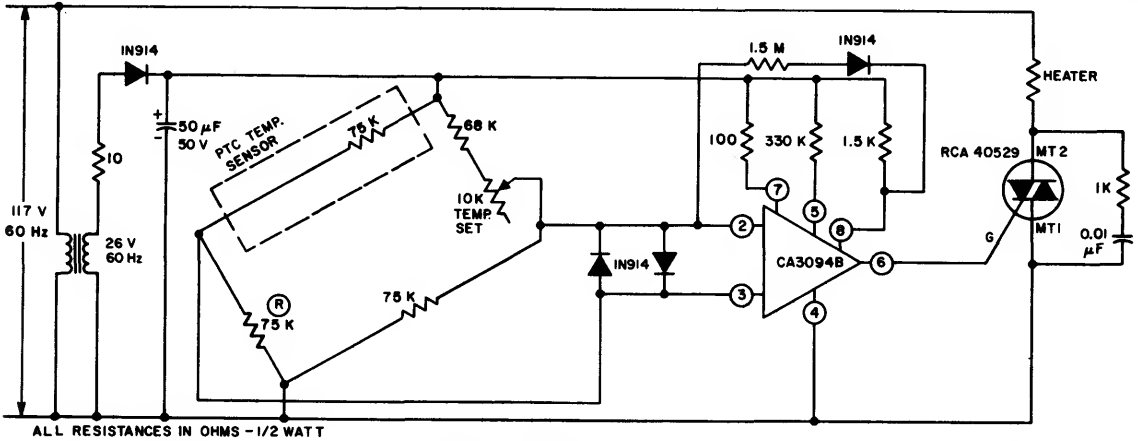 117 V
60 Hz
26 V
60 Hz
10
1N914
+
-
50 µF
50 V
PTC TEMP.
SENSOR
75 K
68 K
10K
TEMP.
SET
R
75 K
75 K
1N914
1.5 M
1N914
100
330 K
1.5 K
7
5
8
2
3
CA3094B
6
4
HEATER
RCA 40529
MT2
MT1
G
1K
0.01
µF
ALL RESISTANCES IN OHMS - 1/2 WATT